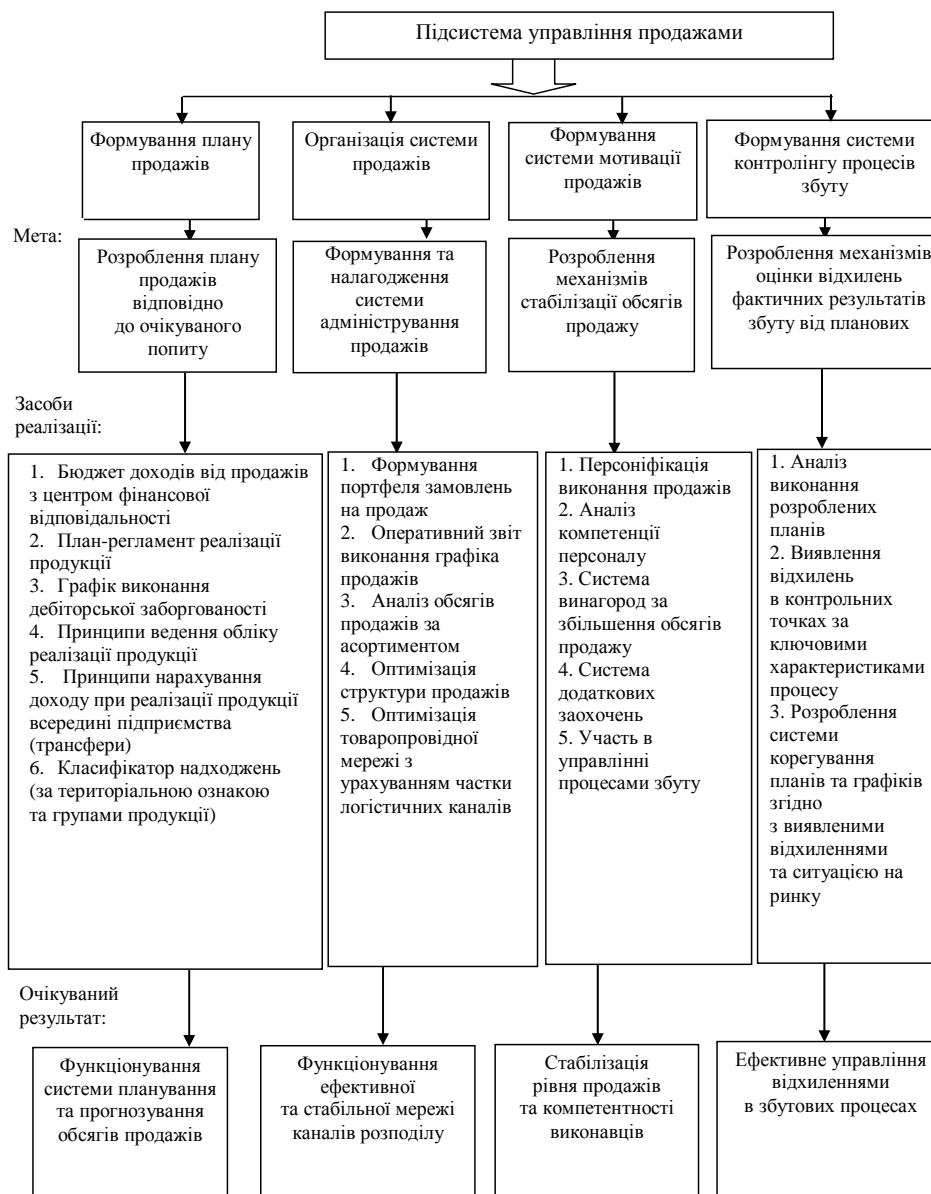 Підсистема управління продажами
Формування плану
продажів
Організація системи
продажів
Формування
системи мотивації
продажів
Формування системи
контролінгу процесів
збуту
Мета:
Розроблення плану
продажів
відповідно
до очікуваного
попиту
Формування та
налагодження
системи
адміністрування
продажів
Розроблення
механізмів
стабілізації обсягів
продажу
Розроблення механізмів
оцінки відхилень
фактичних результатів
збуту від планових
Засоби
реалізації:
1. Бюджет доходів від продажів
з центром фінансової
відповідальності
2. План-регламент реалізації
продукції
3. Графік виконання
дебіторської заборгованості
4. Принципи ведення обліку
реалізації продукції
5. Принципи нарахування
доходу при реалізації продукції
всередині підприємства
(трансфери)
6. Класифікатор надходжень
(за територіальною ознакою
та групами продукції)
1. Формування
портфеля замовлень
на продаж
2. Оперативний звіт
виконання графіка
продажів
3. Аналіз обсягів
продажів за
асортиментом
4. Оптимізація
структури продажів
5. Оптимізація
товаропровідної
мережі з
урахуванням частки
логістичних каналів
1. Персоніфікація
виконання продажів
2. Аналіз
компетенції
персоналу
3. Система
винагород за
збільшення обсягів
продажу
4. Система
додаткових
заохочень
5. Участь в
управлінні
процесами збуту
1. Аналіз
виконання
розроблених
планів
2. Виявлення
відхилень
в контрольних
точках за
ключовими
характеристиками
процесу
3. Розроблення
системи
корегування
планів та графіків
згідно
з виявленими
відхиленнями
та ситуацією на
ринку
Очікуваний
результат:
Функціонування
системи планування
та прогнозування
обсягів продажів
Функціонування
ефективної
та стабільної мережі
каналів розподілу
Стабілізація
рівня продажів
та компетентності
виконавців
Ефективне управління
відхиленнями
в збутових процесах